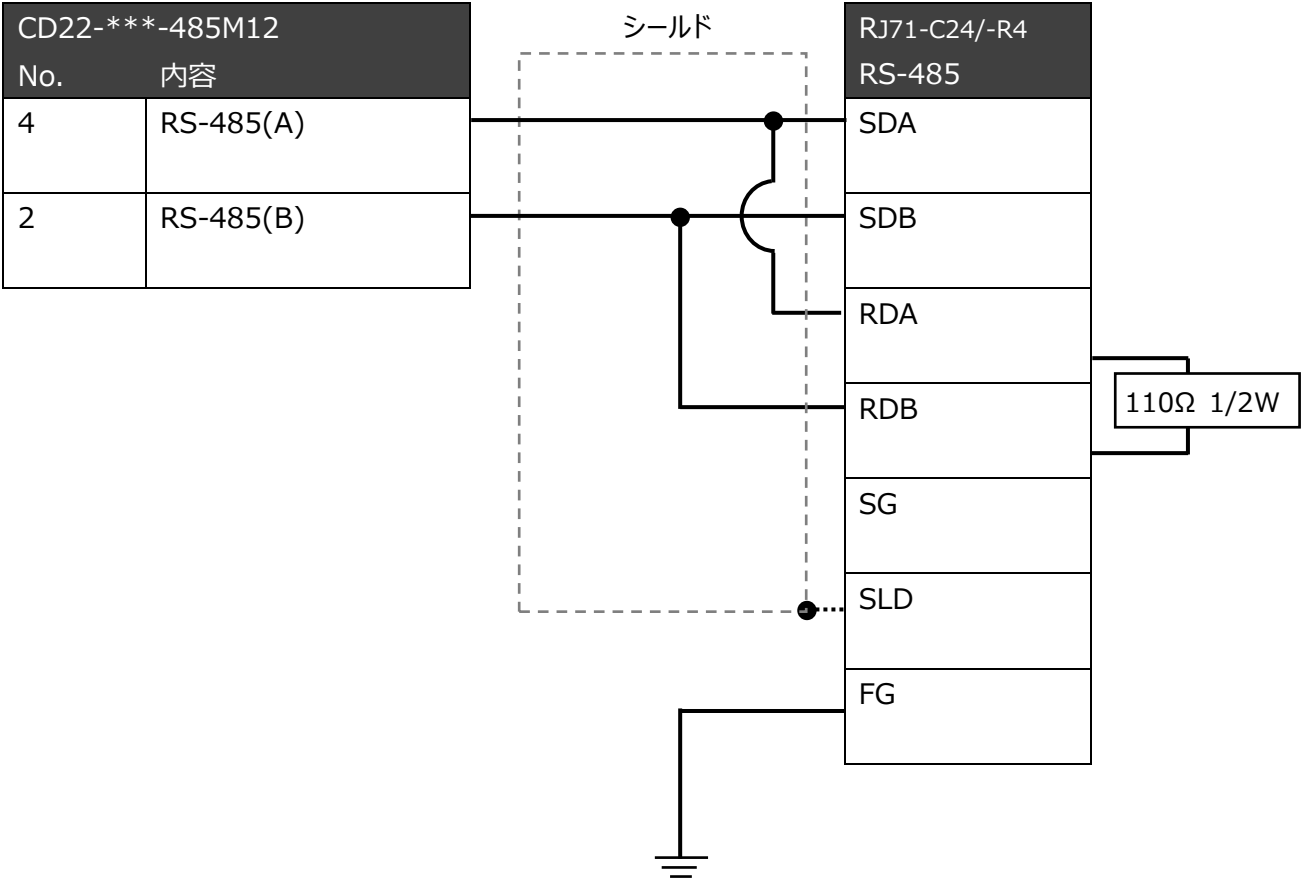 CD22-***-485M12
No. 内容
4 RS-485(A)
2 RS-485(B)
シールド
RJ71-C24/-R4
RS-485
SDA
SDB
RDA
RDB
SG
SLD
FG
110Ω 1/2W